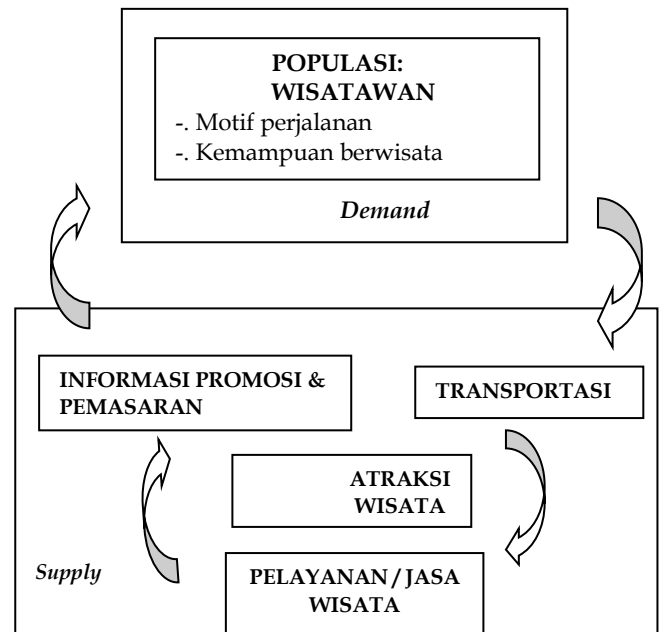 POPULASI:
WISATAWAN
-. Motif perjalanan
-. Kemampuan berwisata
Demand
INFORMASI PROMOSI &
PEMASARAN
TRANSPORTASI
ATRAKSI
WISATA
Supply
PELAYANAN/JASA
WISATA